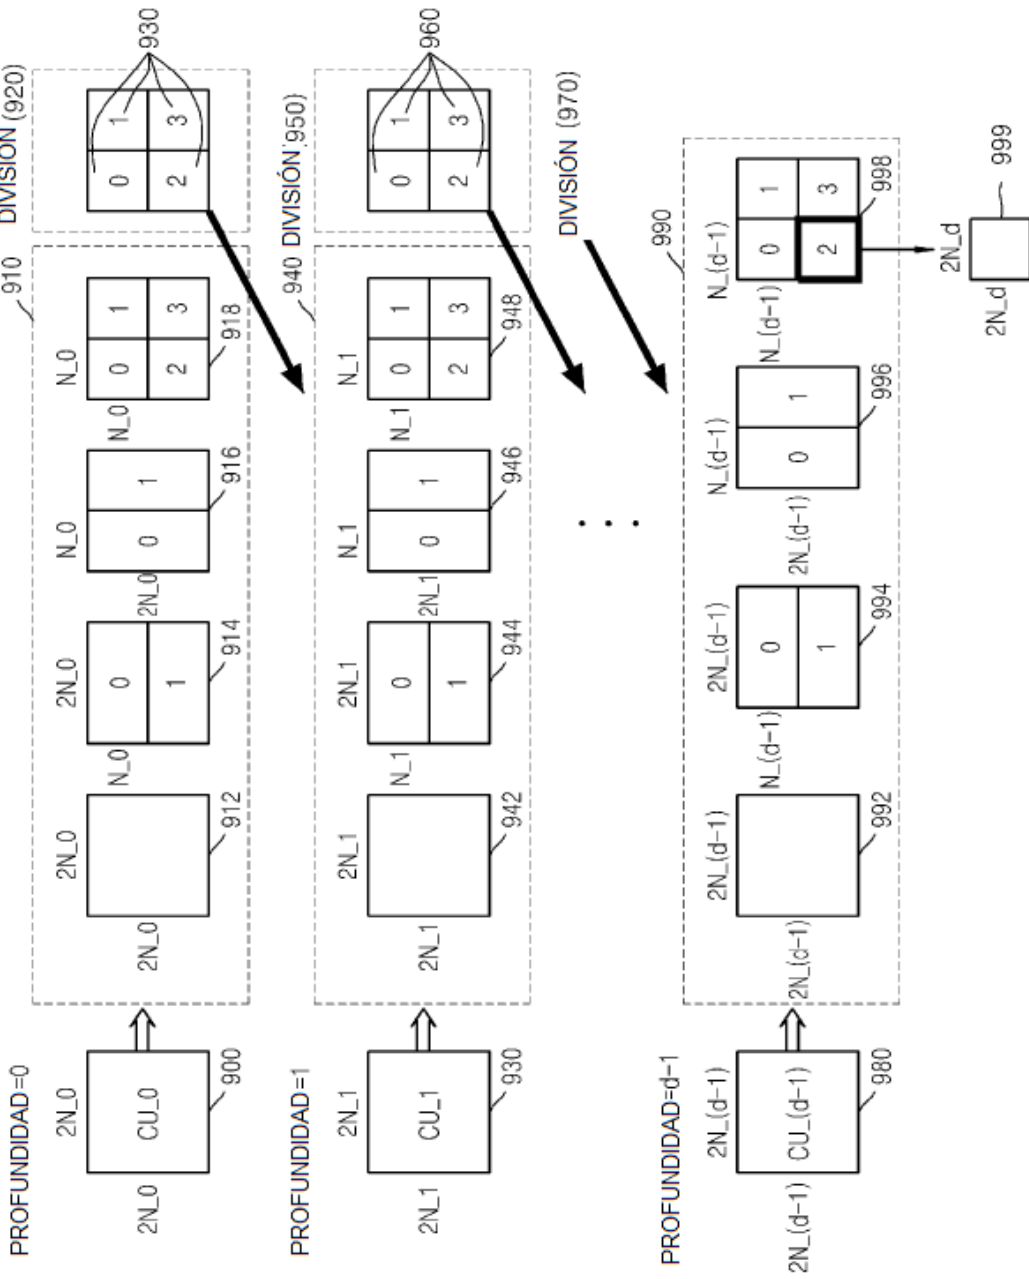 PROFUNDIDAD=0
2N_0
2N_0
CU_0
900
910
2N_0
2N_0
912
2N_0
N_0
0
1
914
N_0
2N_0
0
1
916
N_0
N_0
0
1
2
3
918
DIVISIÓN (920)
0
1
2
3
930
PROFUNDIDAD=1
2N_1
2N_1
CU_1
930
940
2N_1
2N_1
942
2N_1
N_1
0
1
944
N_1
2N_1
0
1
946
N_1
N_1
0
1
2
3
948
DIVISIÓN 950)
0
1
2
3
960
DIVISIÓN (970)
PROFUNDIDAD=d-1
2N_(d-1)
2N_(d-1)
CU_(d-1)
980
990
2N_(d-1)
2N_(d-1)
992
2N_(d-1)
N_(d-1)
0
1
994
N_(d-1)
2N_(d-1)
0
1
996
N_(d-1)
N_(d-1)
0
1
2
3
998
2N_d
2N_d
999